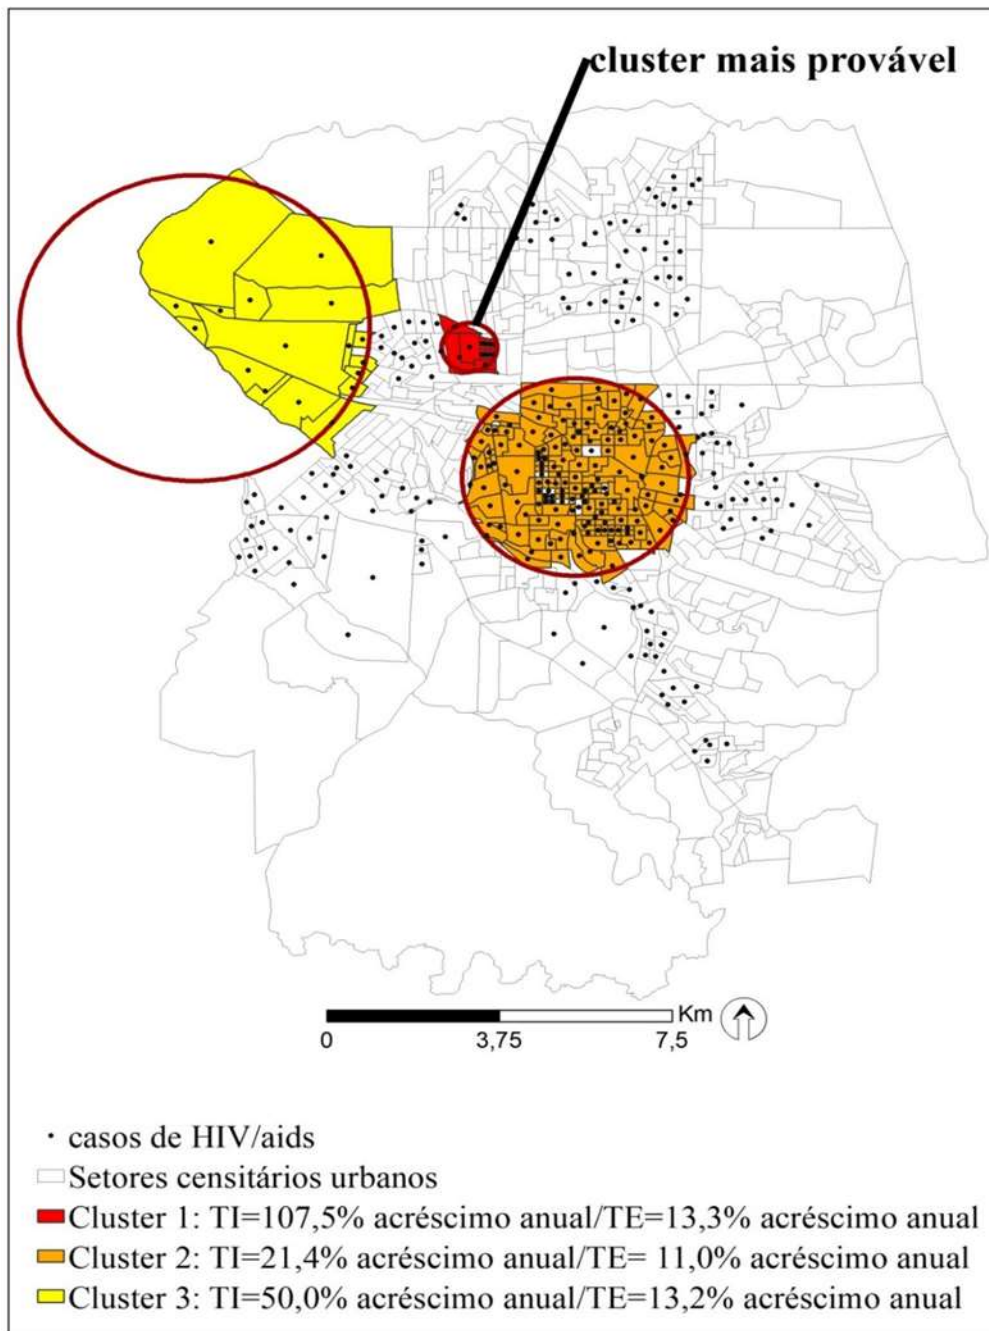 cluster mais provável
Km
0 3,75 7,5
casos de HIV/aids
Setores censitários urbanos
Cluster 1: TI=107,5% acréscimo anual/TE=13,3% acréscimo anual
Cluster 2: TI=21,4% acréscimo anual/TE= 11,0% acréscimo anual
Cluster 3: TI=50,0% acréscimo anual/TE=13,2% acréscimo anual